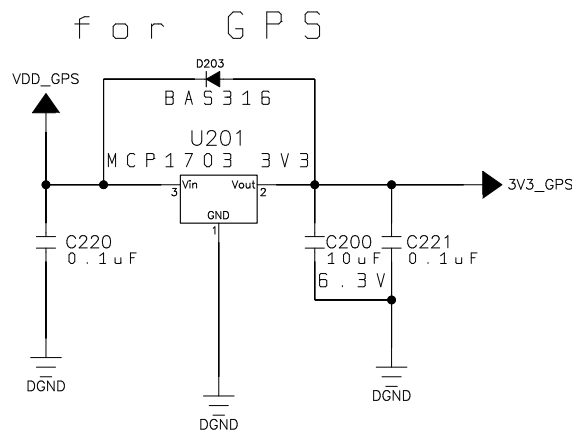 for GPS
D203
VDD_GPS
BAS316
U201
MCP1703 3V3
Vin
Vout
3
2
3V3_GPS
GND
1
C220
0.1uF
C200
10uF
6.3V
C221
0.1uF
DGND
DGND
DGND